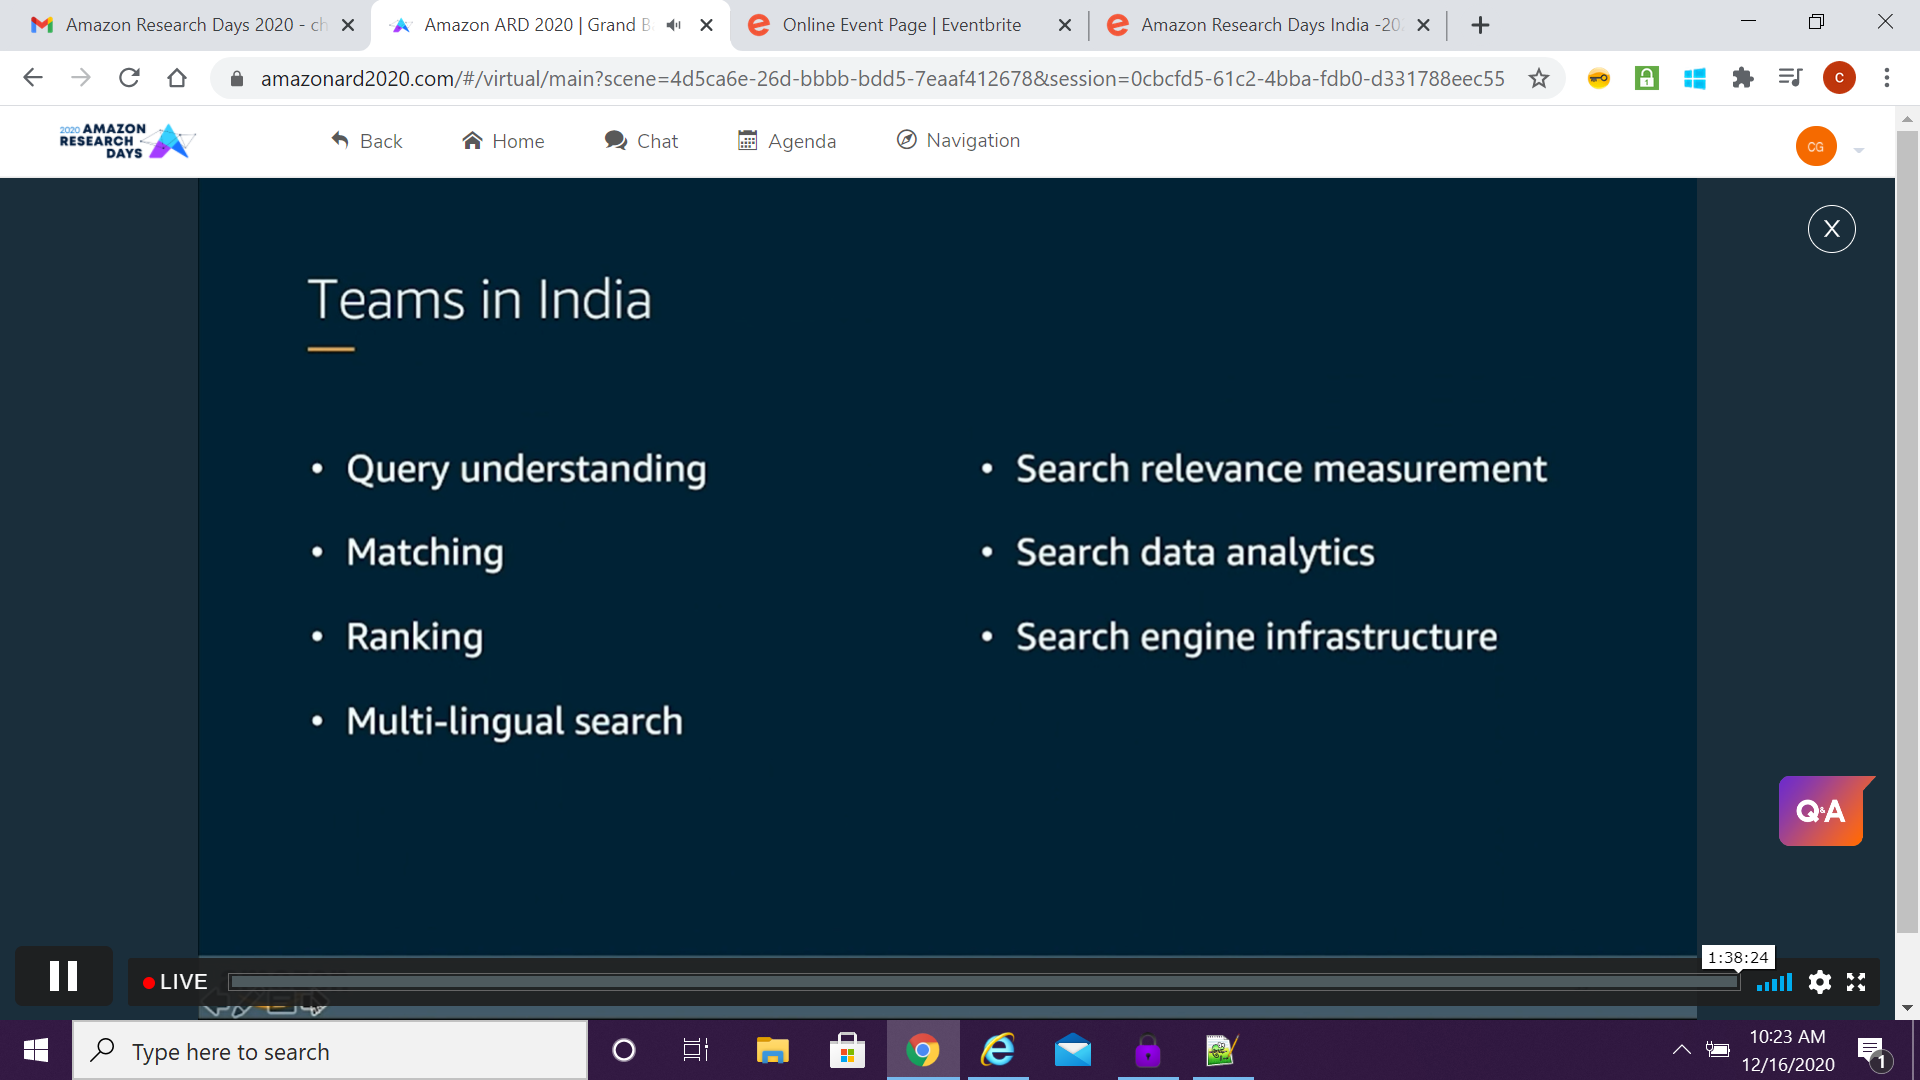 Amazon Research Days 2020 - ch
Amazon ARD 2020 | Grand B
Online Event Page | Eventbrite
Amazon Research Days India -20
amazonard2020.com/#/virtual/main?scene=4d5ca6e-26d-bbbb-bdd5-7eaaf412678&session=0cbcfd5-61c2-4bba-fdb0-d331788eec55
C
2020 AMAZON
RESEARCH
DAYS
Back
Home
Chat
Agenda
Navigation
CG
X
Teams in India
• Query understanding
• Matching
• Ranking
• Multi-lingual search
• Search relevance measurement
• Search data analytics
• Search engine infrastructure
Q&A
1:38:24
LIVE
Type here to search
10:23 AM
12/16/2020
1